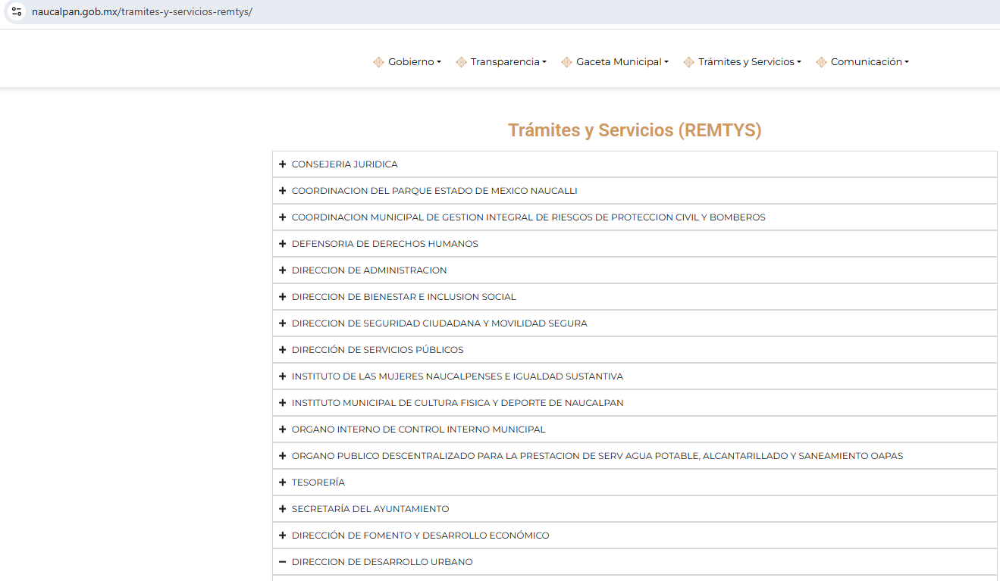 naucalpan.gob.mx/tramites-y-servicios-remtys/
Gobierno Transparencia Gaceta Municipal Trámites y Servicios Comunicación
Trámites y Servicios (REMTYS)
+ CONSEJERIA JURIDICA
+ COORDINACION DEL PARQUE ESTADO DE MEXICO NAUCALLI
+ COORDINACION MUNICIPAL DE GESTION INTEGRAL DE RIESGOS DE PROTECCION CIVIL Y BOMBEROS
+ DEFENSORIA DE DERECHOS HUMANOS
+ DIRECCION DE ADMINISTRACION
+ DIRECCION DE BIENESTAR E INCLUSION SOCIAL
+ DIRECCION DE SEGURIDAD CIUDADANA Y MOVILIDAD SEGURA
+ DIRECCIÓN DE SERVICIOS PÚBLICOS
+ INSTITUTO DE LAS MUJERES NAUCALPENSES E IGUALDAD SUSTANTIVA
+ INSTITUTO MUNICIPAL DE CULTURA FISICA Y DEPORTE DE NAUCALPAN
+ ORGANO INTERNO DE CONTROL INTERNO MUNICIPAL
+ ORGANO PUBLICO DESCENTRALIZADO PARA LA PRESTACION DE SERV AGUA POTABLE, ALCANTARILLADO Y SANEAMIENTO OAPAS
+ TESORERÍA
+ SECRETARÍA DEL AYUNTAMIENTO
+ DIRECCIÓN DE FOMENTO Y DESARROLLO ECONÓMICO
− DIRECCION DE DESARROLLO URBANO